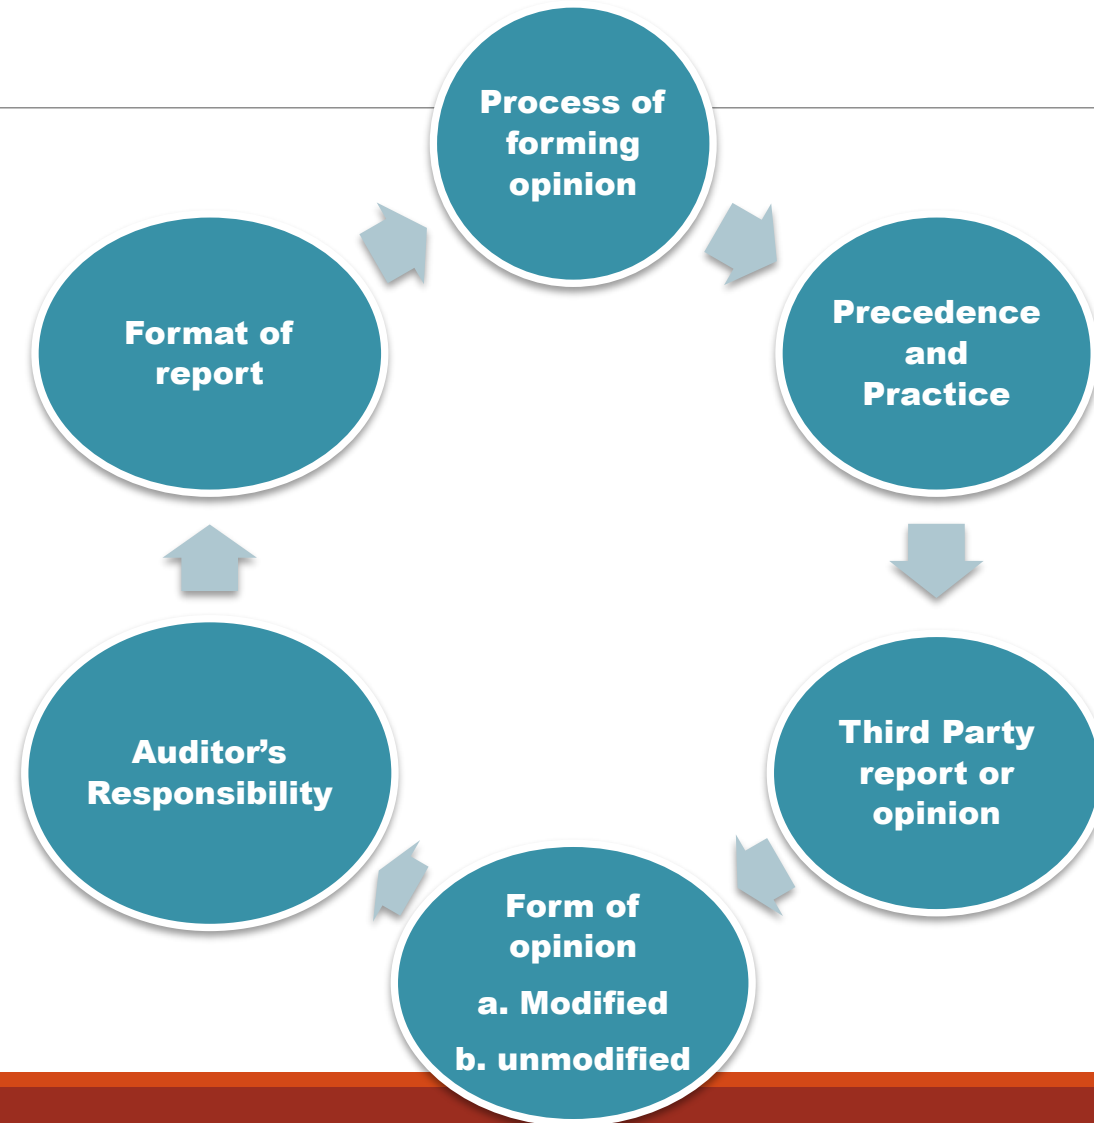 Process of
forming
opinion
Precedence
and
Practice
Third Party
report or
opinion
Form of
opinion
a. Modified
b. unmodified
Auditor’s
Responsibility
Format of
report